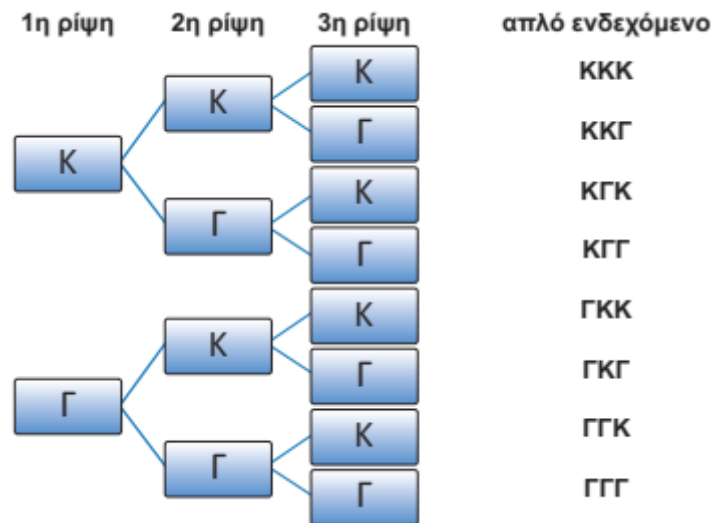 1η ρίψη 2η ρίψη 3η ρίψη απλό ενδεχόμενο
Κ ΚΚΚ
Κ
Γ ΚΚΓ
Κ
Κ ΚΓΚ
Γ
Γ ΚΓΓ
Κ ΓΚΚ
Κ
Γ ΓΚΓ
Γ
Κ ΓΓΚ
Γ
Γ ΓΓΓ